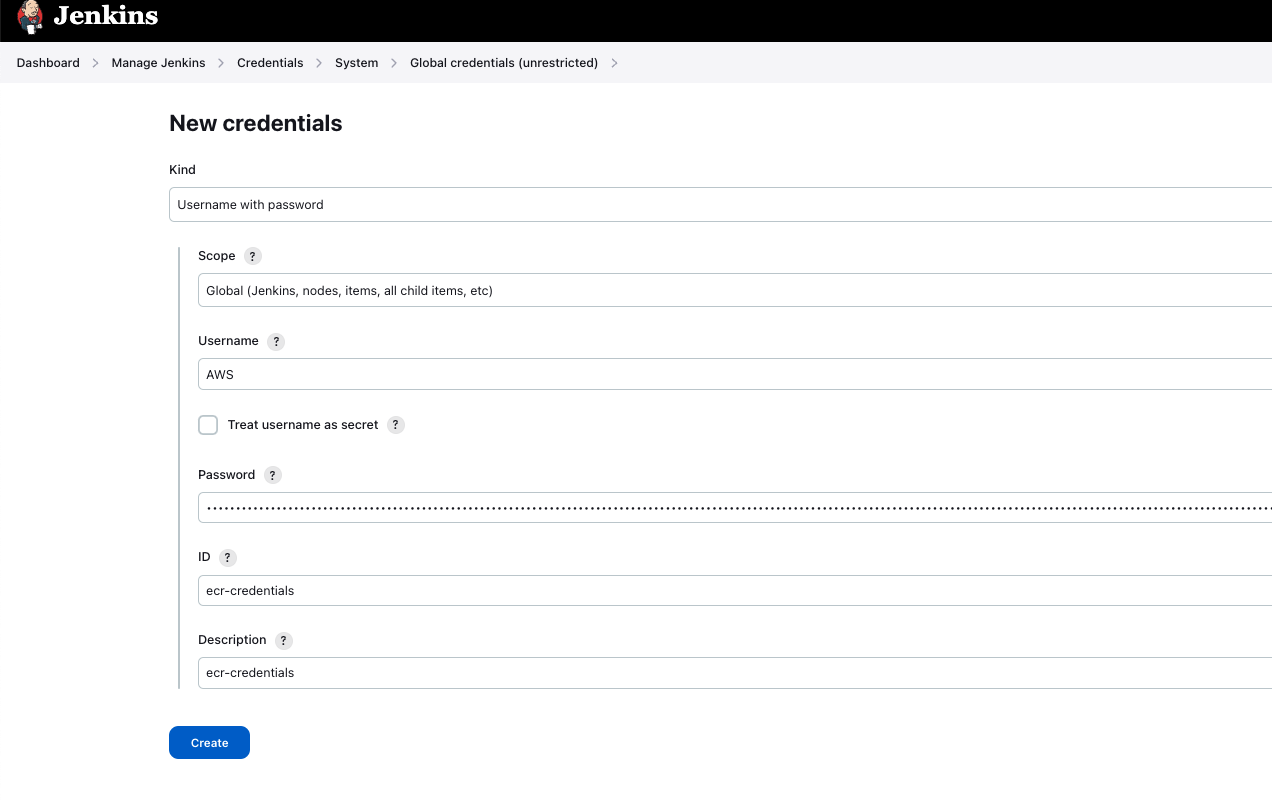 Jenkins
Dashboard > Manage Jenkins > Credentials > System > Global credentials (unrestricted) >
New credentials
Kind
Username with password
Scope ?
Global (Jenkins, nodes, items, all child items, etc)
Username ?
AWS
Treat username as secret ?
Password ?
ID ?
ecr-credentials
Description ?
ecr-credentials
Create